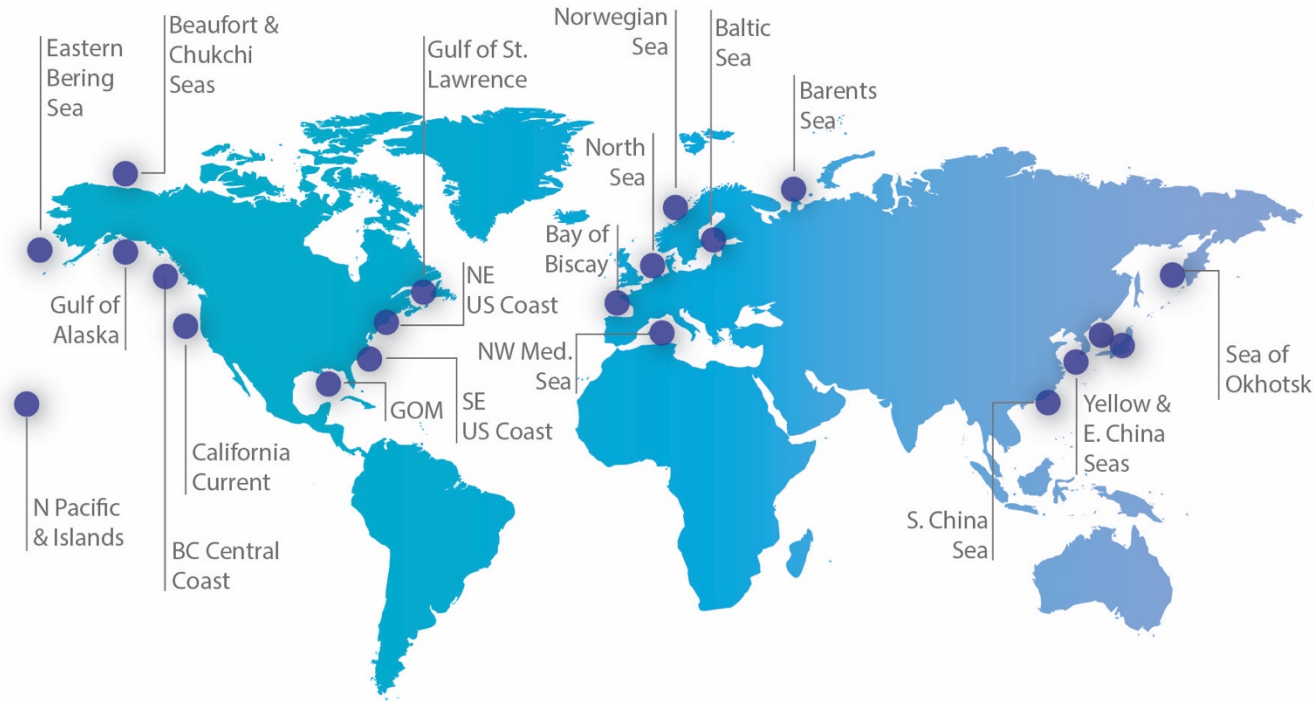 Eastern
Bering
Sea
Beaufort &
Chukchi
Seas
Gulf of St.
Lawrence
Norwegian
Sea
Baltic
Sea
Barents
Sea
North
Sea
Bay of
Biscay
Gulf of
Alaska
NE
US Coast
NW Med.
Sea
GOM
SE
US Coast
Sea of
Okhotsk
Yellow &
E. China
Seas
California
Current
N Pacific
& Islands
BC Central
Coast
S. China
Sea